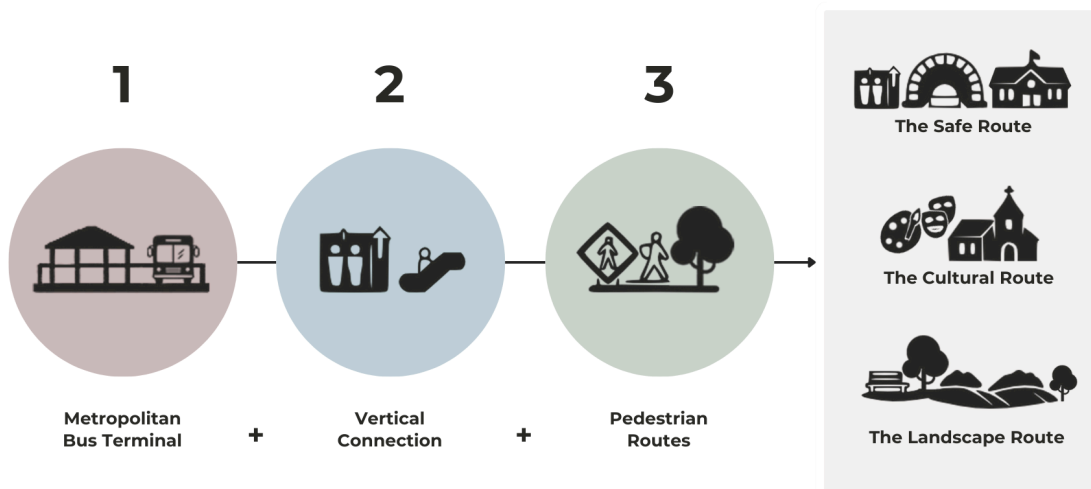 1
2
3
Metropolitan
Bus Terminal
+
Vertical
Connection
+
Pedestrian
Routes
The Safe Route
The Cultural Route
The Landscape Route